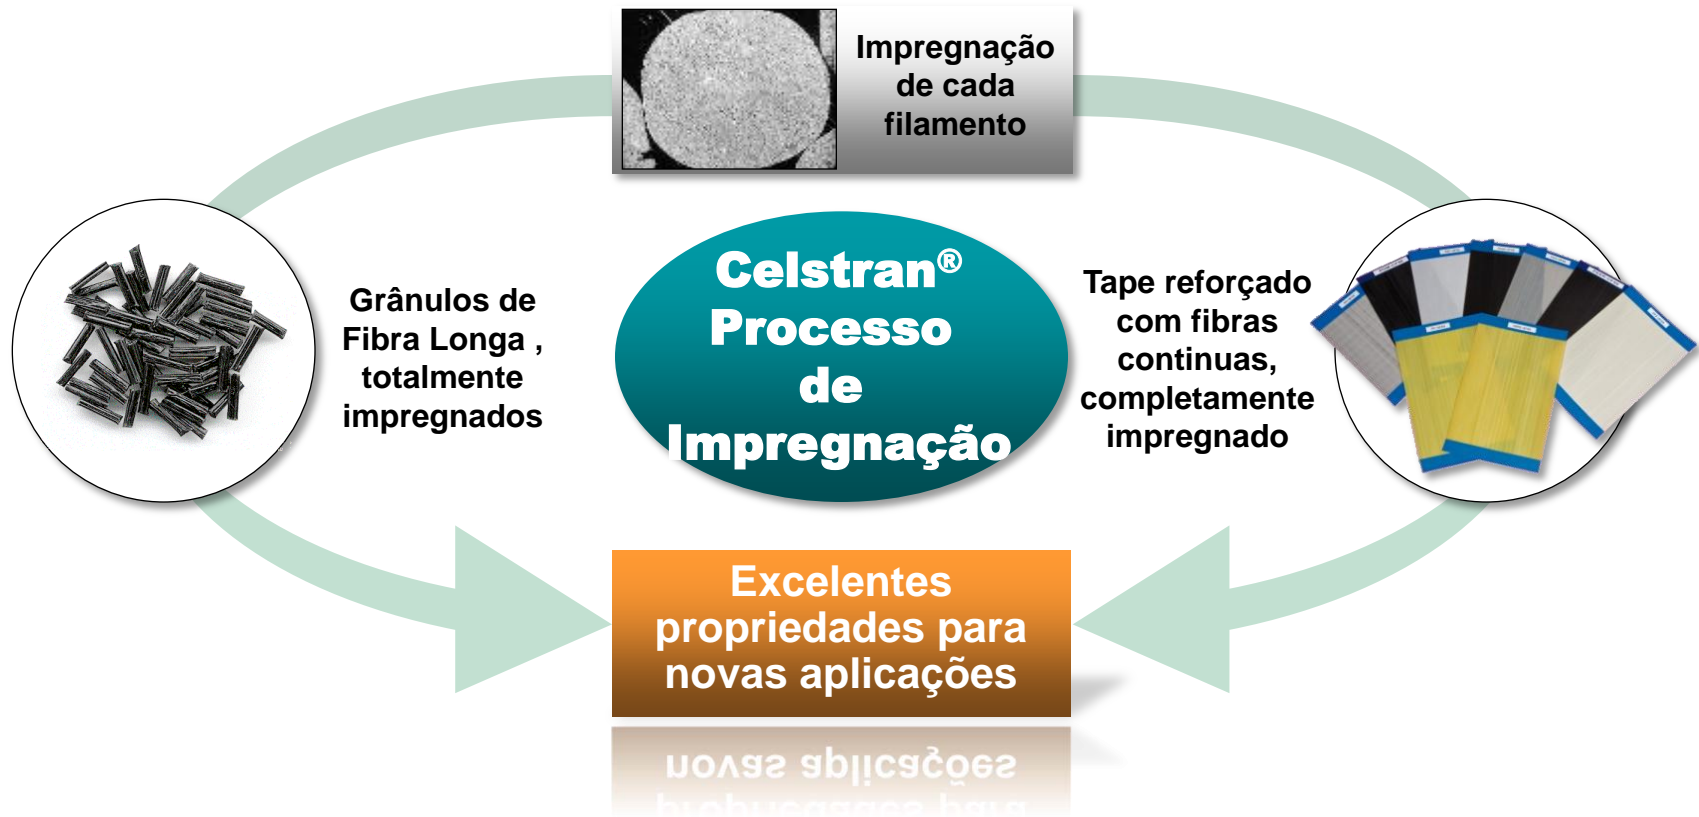 Impregnação
de cada
filamento
Celstran®
Processo
de
Impregnação
Grânulos de
Fibra Longa ,
totalmente
impregnados
Tape reforçado
com fibras
continuas,
completamente
impregnado
Excelentes
propriedades para
novas aplicações